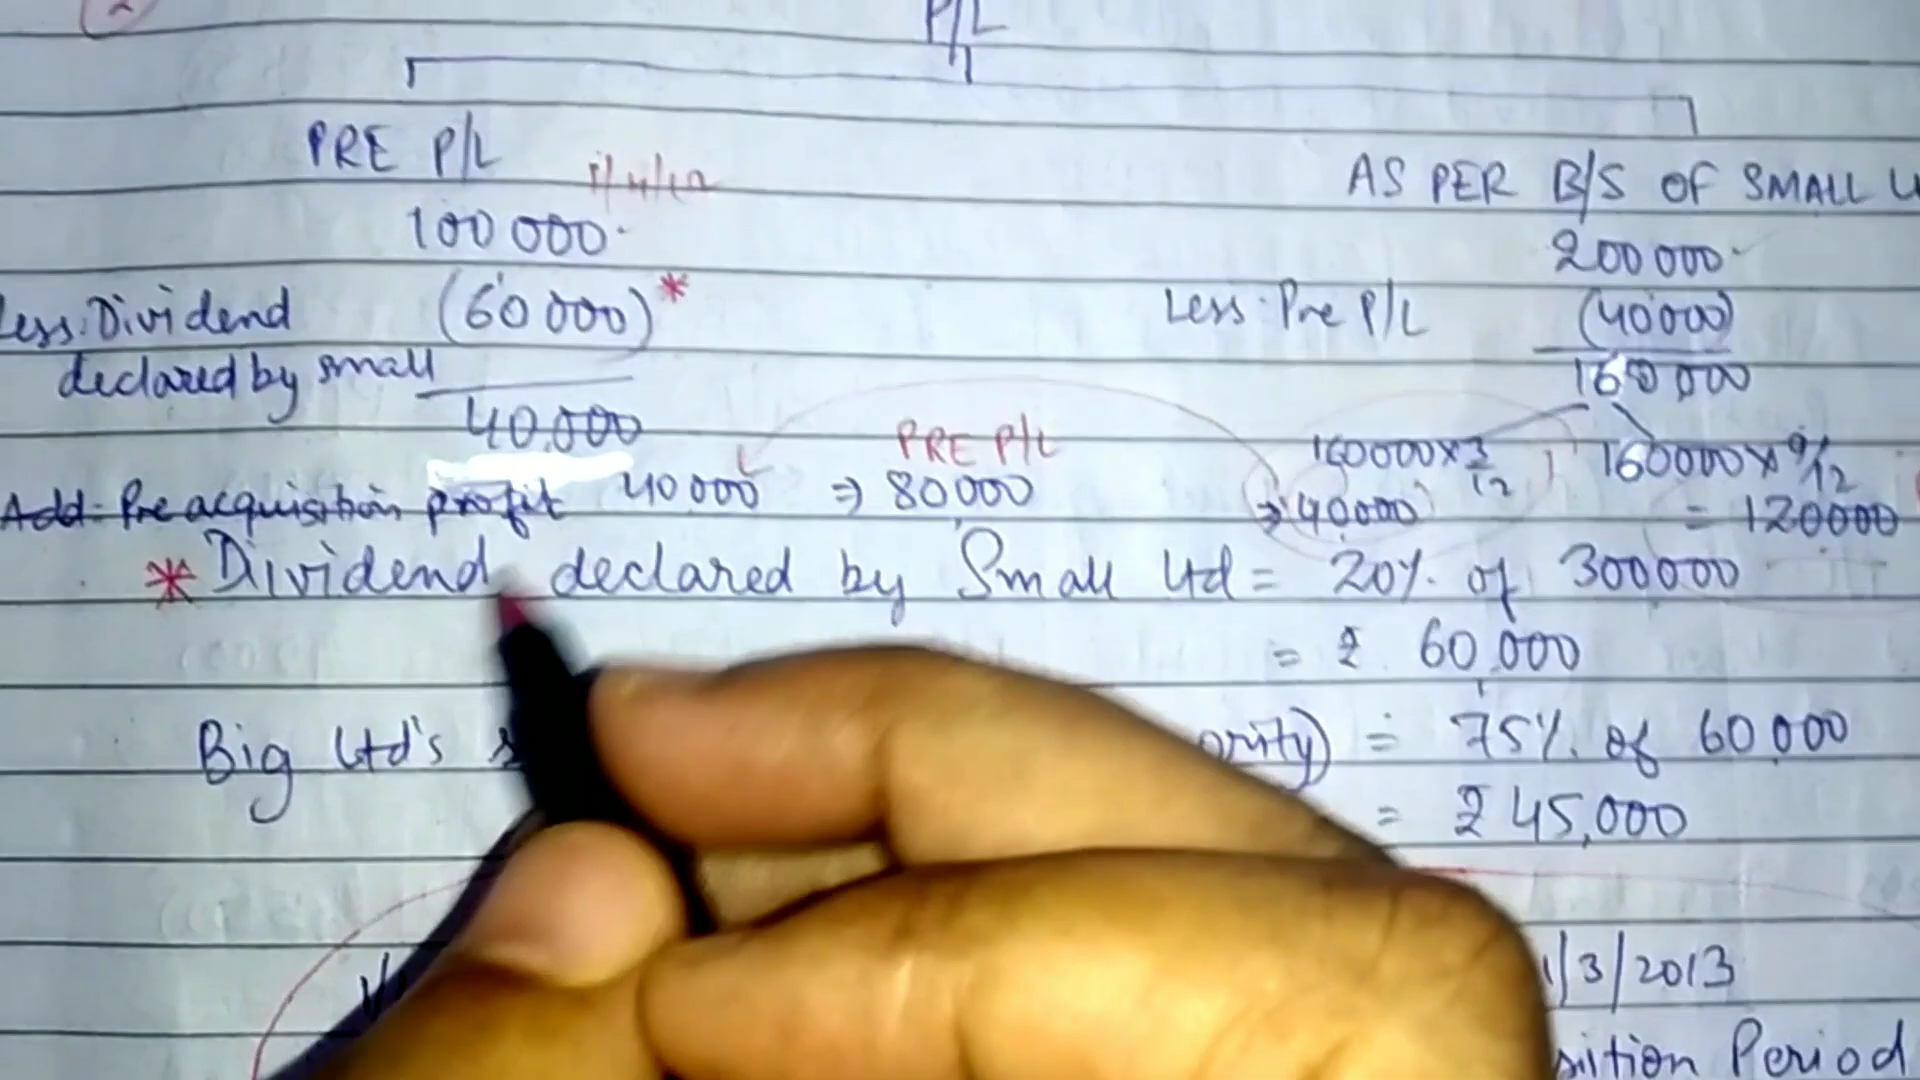 P/L
PRE P/L 1/4/12
100000
Less: Dividend declared by small (60000)*
40,000
Add: Pre acquisition profit 40000 ⇒ 80000 PRE P/L
AS PER B/S OF SMALL
200000
Less: Pre P/L (40000)
160000
160000 x 3/12 ⇒ 40000
160000 x 9/12 = 120000
* Dividend declared by Small Ltd = 20% of 300000
= ₹ 60,000
Big Ltd's = 75% of 60000
= ₹ 45,000
/3/2013
Period